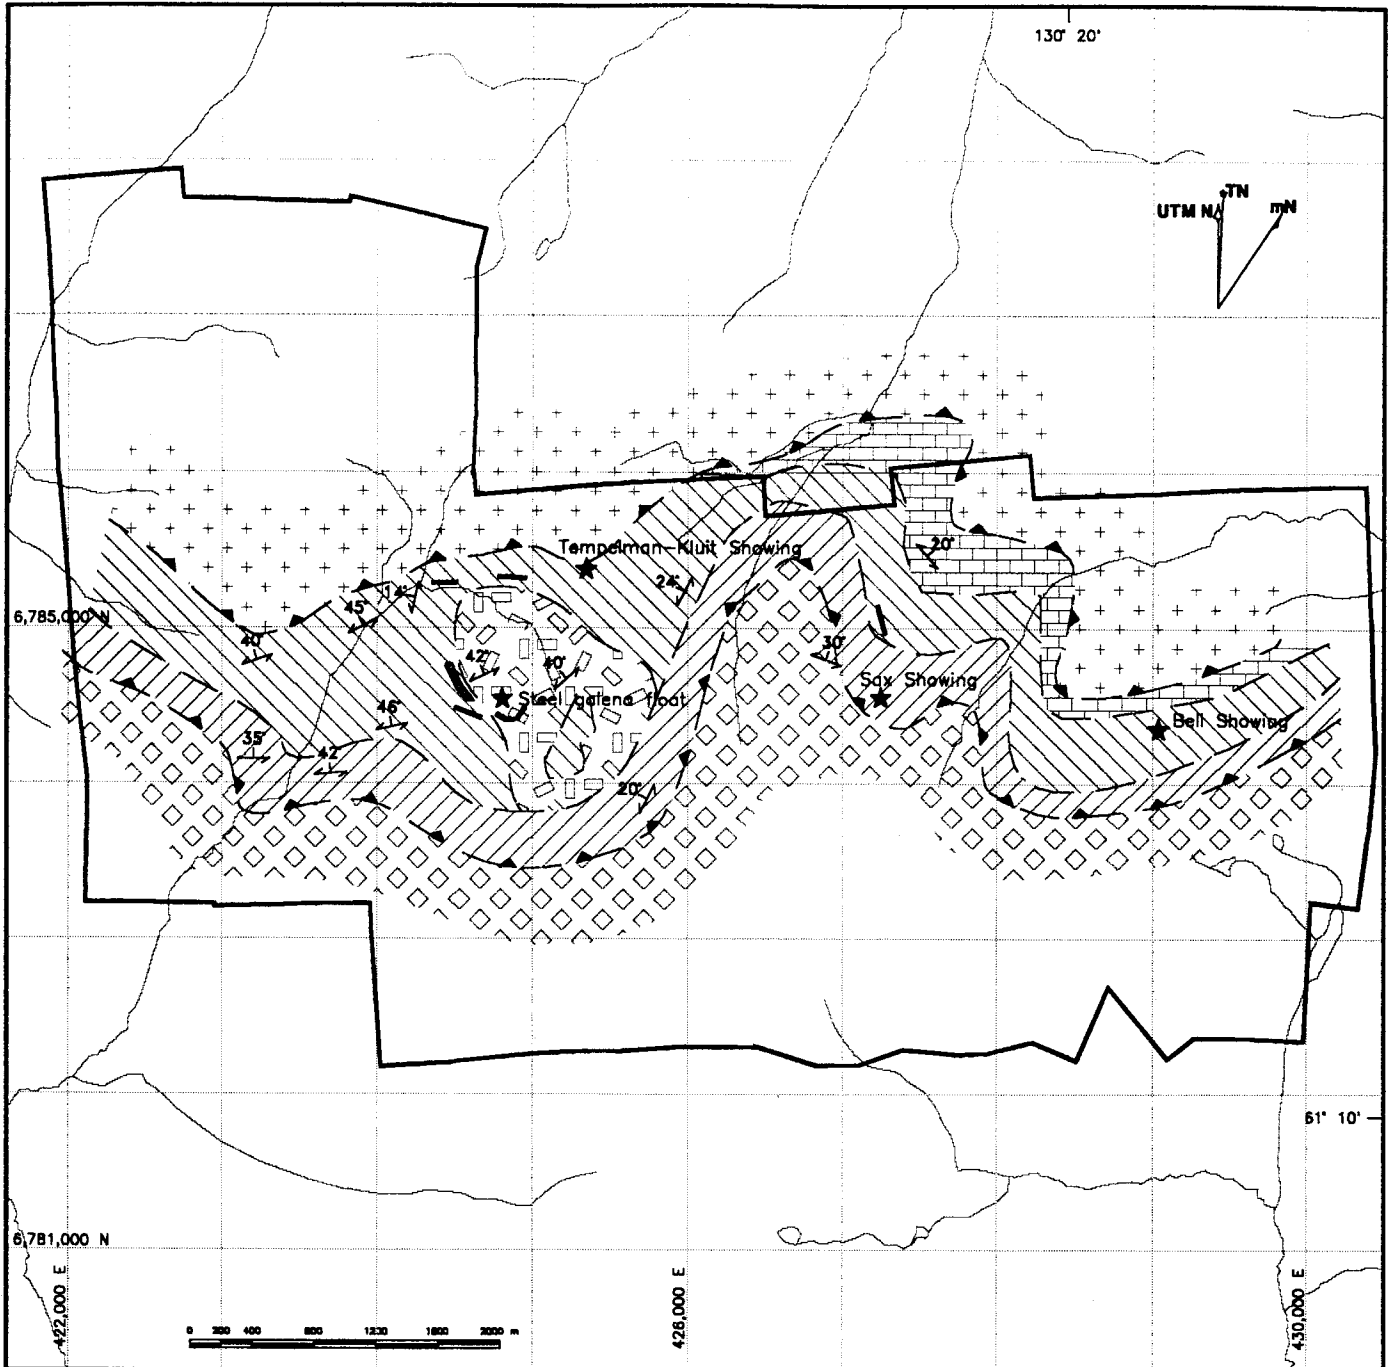 130° 20'
TN
UTM N
mN
Tempelman-Kluit Showing
20°
24°
14°
45°
6,785,000 N
40°
30°
42°
40°
Sax Showing
Steel galena float
46°
Bell Showing
35°
42°
20°
61° 10'
6,781,000 N
422,000 E
426,000 E
430,000 E
0 200 400 800 1200 1600 2000 m